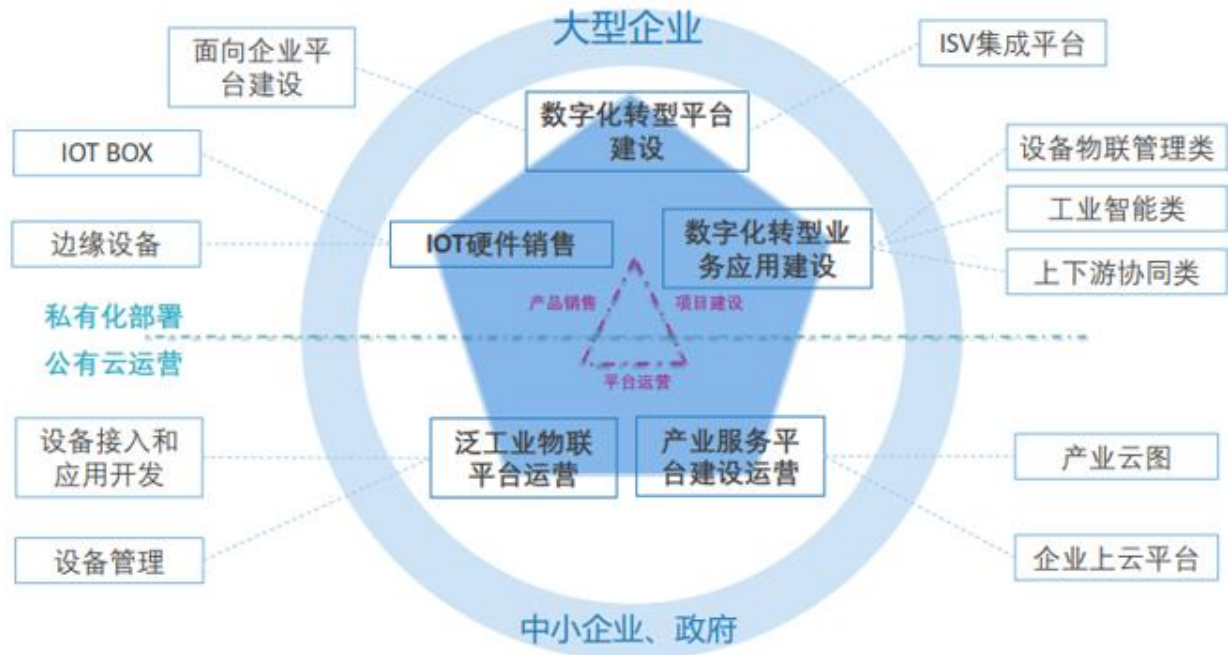 大型企业
面向企业平
台建设
ISV集成平台
数字化转型平台
建设
IOT BOX
设备物联管理类
工业智能类
边缘设备
IOT硬件销售
数字化转型业
务应用建设
上下游协同类
产品销售
项目建设
私有化部署
公有云运营
平台运营
设备接入和
应用开发
泛工业物联
平台运营
产业服务平
台建设运营
产业云图
设备管理
企业上云平台
中小企业、政府